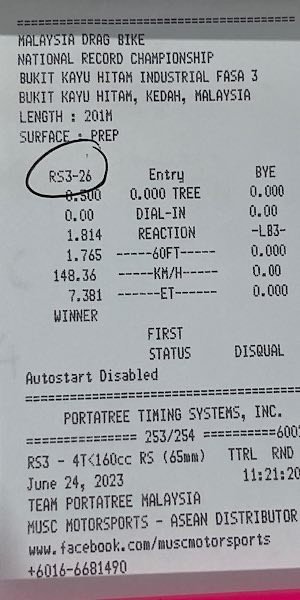 MALAYSIA DRAG BIKE
NATIONAL RECORD CHAMPIONSHIP
BUKIT KAYU HITAM INDUSTRIAL FASA 3
BUKIT KAYU HITAM, KEDAH, MALAYSIA
LENGTH : 201M
SURFACE : PREP
RS3-26 Entry BYE
0.500 0.000 TREE 0.000
0.00 DIAL-IN 0.00
1.814 REACTION -LB3-
1.765 -----60FT------ 0.000
148.36 -----KM/H------ 0.00
7.381 ------ET------- 0.000
WINNER
FIRST
STATUS DISQUAL
Autostart Disabled
PORTATREE TIMING SYSTEMS, INC.
=============== 253/254 ==========600
RS3 - 4T<160cc RS (65mm) TTRL RND
June 24, 2023 11:21:20
TEAM PORTATREE MALAYSIA
MUSC MOTORSPORTS - ASEAN DISTRIBUTOR
www.facebook.com/muscmotorsports
+6016-6681490